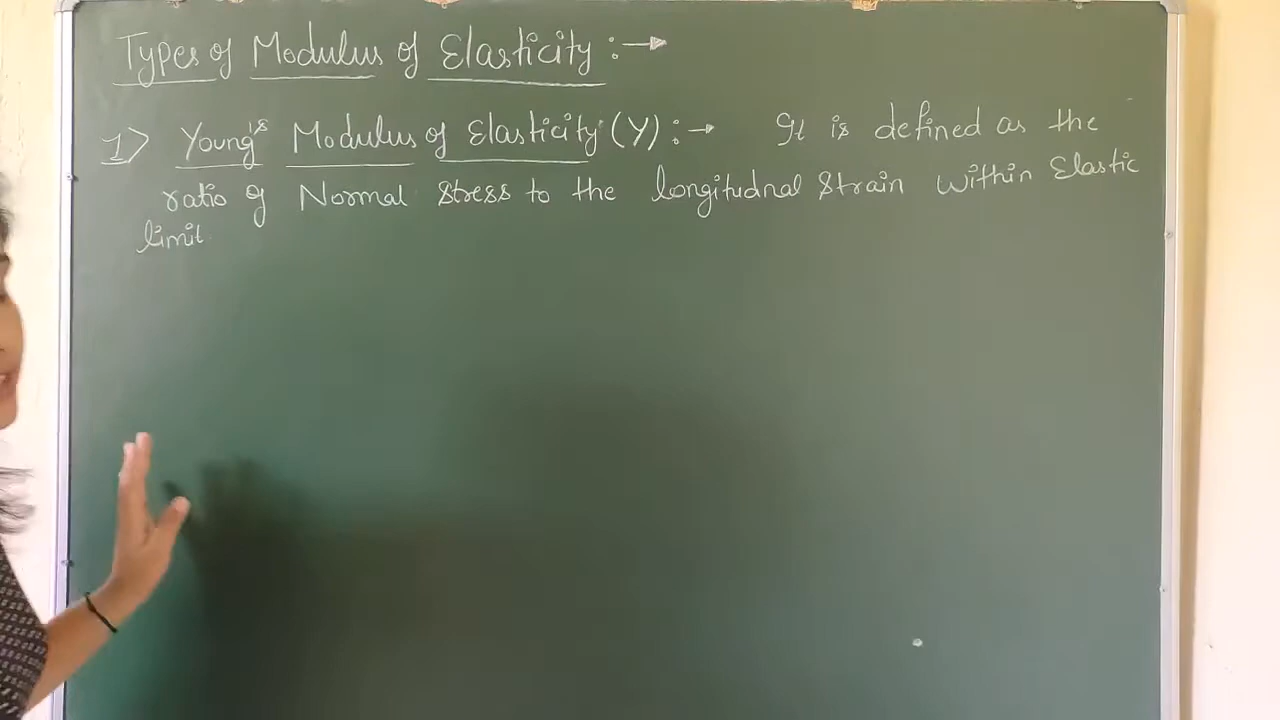 Types of Modulus of Elasticity :→
1> Young's Modulus of Elasticity (Y) :→ It is defined as the
ratio of Normal Stress to the longitudnal Strain Within Elastic
limit